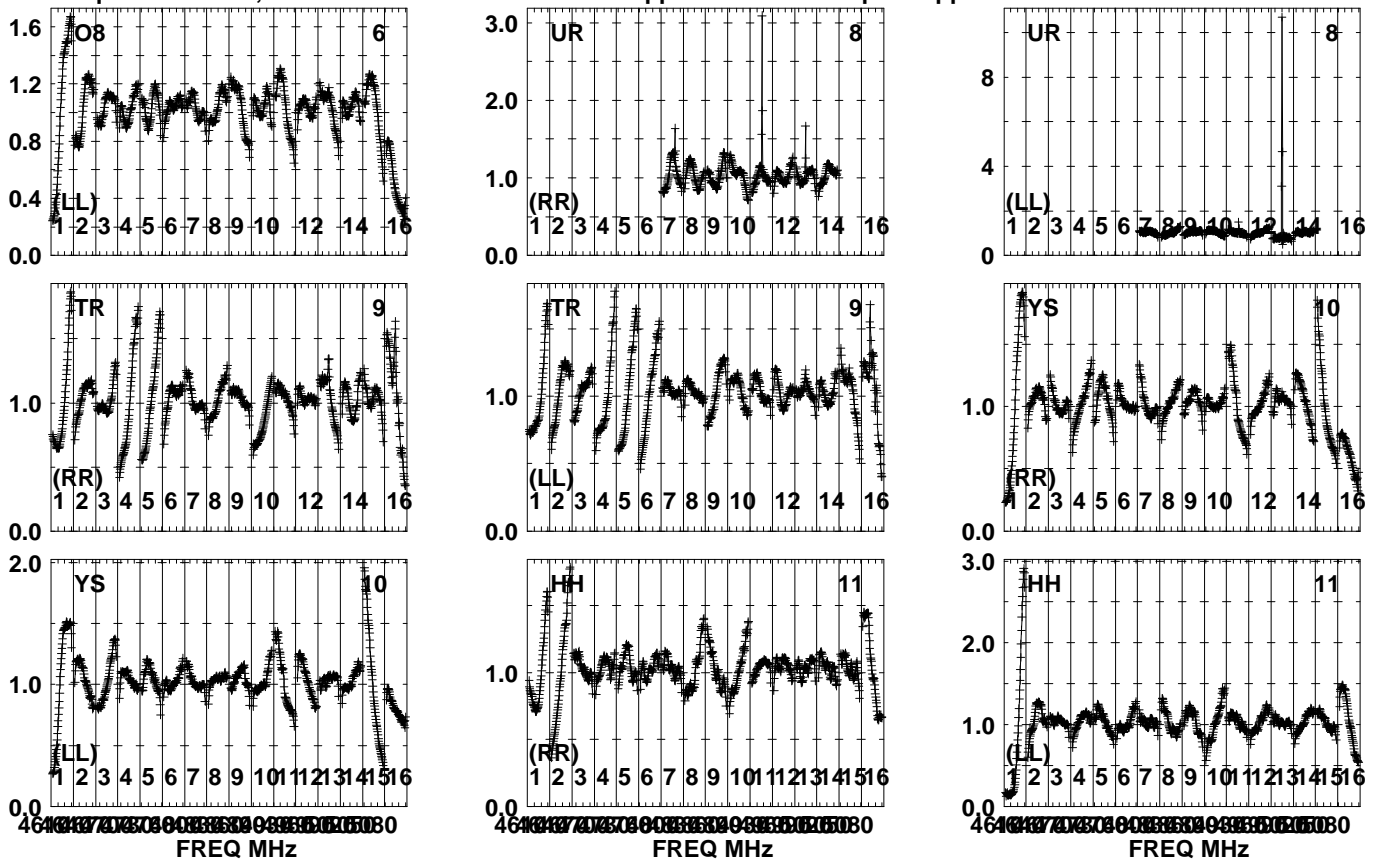 O8 6
1.6
1.2
0.8
0.4
0.0
(LL)
1 2 3 4 5 6 7 8 9 10 12 14 16
UR 8
3.0
2.0
1.0
0.0
(RR)
1 2 3 4 5 6 7 8 9 10 12 14 16
UR 8
8
4
0
(LL)
1 2 3 4 5 6 7 8 9 10 12 14 16
TR 9
1.0
0.0
(RR)
1 2 3 4 5 6 7 8 9 10 12 14 16
TR 9
1.0
0.0
(LL)
1 2 3 4 5 6 7 8 9 10 12 14 16
YS 10
1.0
0.0
(RR)
1 2 3 4 5 6 7 8 9 10 12 14 16
YS 10
2.0
1.0
0.0
(LL)
1 2 3 4 5 6 7 8 9 10 11 12 13 14 15 16
FREQ MHz
HH 11
1.0
0.0
(RR)
1 2 3 4 5 6 7 8 9 10 11 12 13 14 15 16
FREQ MHz
HH 11
3.0
2.0
1.0
0.0
(LL)
1 2 3 4 5 6 7 8 9 10 11 12 13 14 15 16
FREQ MHz